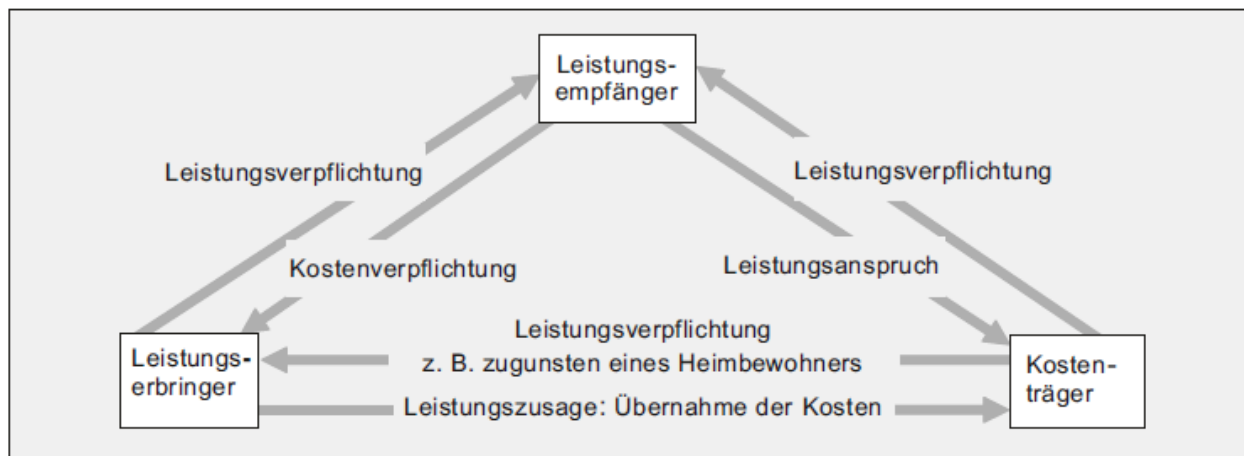 Leistungs-
empfänger
Leistungsverpflichtung
Leistungsverpflichtung
Kostenverpflichtung
Leistungsanspruch
Leistungs-
erbringer
Leistungsverpflichtung
z. B. zugunsten eines Heimbewohners
Leistungszusage: Übernahme der Kosten
Kosten-
träger